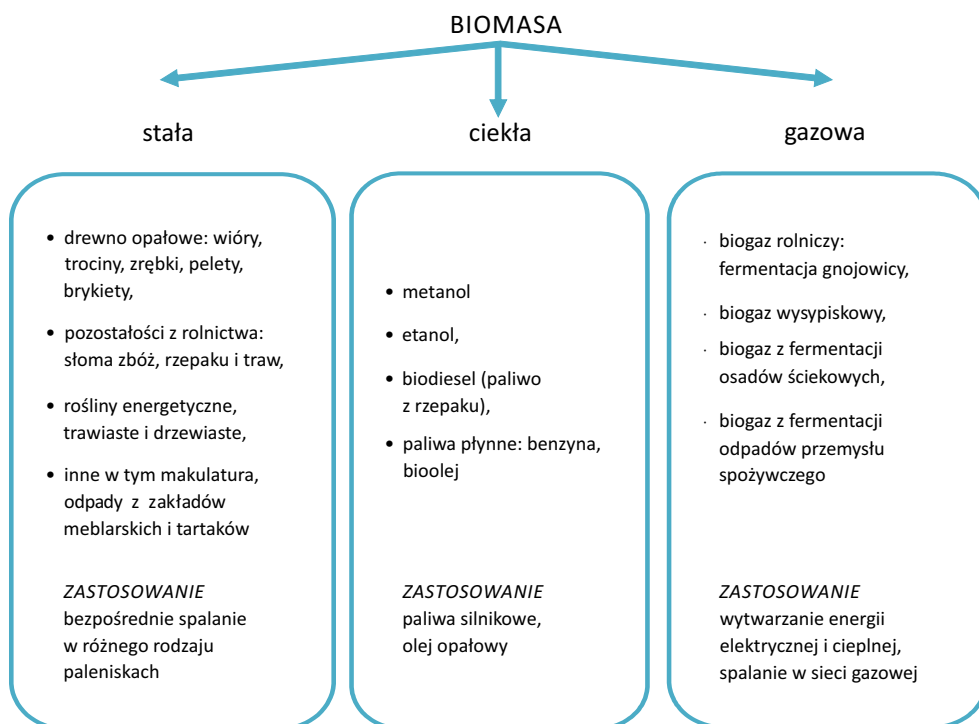 BIOMASA
stała
ciekła
gazowa
• drewno opałowe: wióry,
trociny, zrębki, pelety,
brykiety,
• pozostałości z rolnictwa:
słoma zbóż, rzepaku i traw,
• rośliny energetyczne,
trawiaste i drzewiaste,
• inne w tym makulatura,
odpady z zakładów
meblarskich i tartaków
ZASTOSOWANIE
bezpośrednie spalanie
w różnego rodzaju
paleniskach
• metanol
• etanol,
• biodiesel (paliwo
z rzepaku),
• paliwa płynne: benzyna,
bioolej
ZASTOSOWANIE
paliwa silnikowe,
olej opałowy
· biogaz rolniczy:
fermentacja gnojowicy,
· biogaz wysypiskowy,
· biogaz z fermentacji
osadów ściekowych,
· biogaz z fermentacji
odpadów przemysłu
spożywczego
ZASTOSOWANIE
wytwarzanie energii
elektrycznej i cieplnej,
spalanie w sieci gazowej